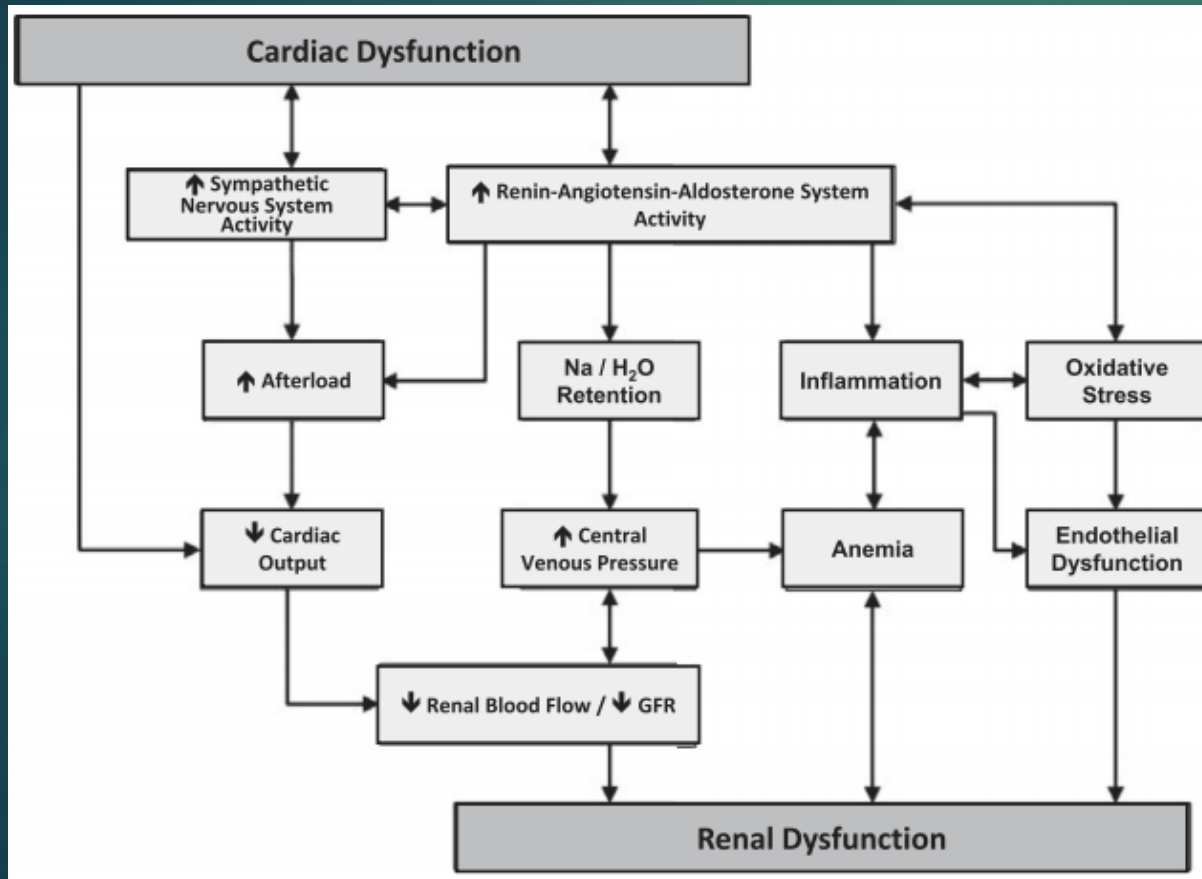 Cardiac Dysfunction
↑ Sympathetic
Nervous System
Activity
↑ Renin-Angiotensin-Aldosterone System
Activity
↑ Afterload
Na / H₂O
Retention
Inflammation
Oxidative
Stress
↓ Cardiac
Output
↑ Central
Venous Pressure
Anemia
Endothelial
Dysfunction
↓ Renal Blood Flow / ↓ GFR
Renal Dysfunction